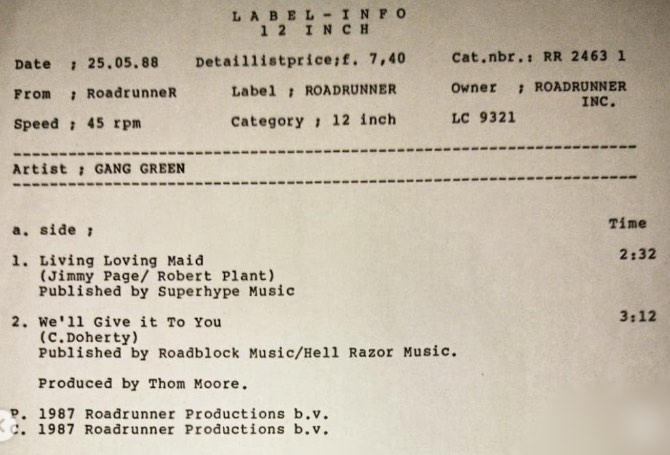 L A B E L - I N F O
1 2 I N C H
Date ; 25.05.88 Detaillistprice;f. 7,40 Cat.nbr.: RR 2463 1
From ; RoadrunneR Label ; ROADRUNNER Owner ; ROADRUNNER
INC.
Speed ; 45 rpm Category ; 12 inch LC 9321
Artist ; GANG GREEN
a. side ; Time
1. Living Loving Maid 2:32
(Jimmy Page/ Robert Plant)
Published by Superhype Music
2. We'll Give it To You 3:12
(C.Doherty)
Published by Roadblock Music/Hell Razor Music.
Produced by Thom Moore.
P. 1987 Roadrunner Productions b.v.
C. 1987 Roadrunner Productions b.v.